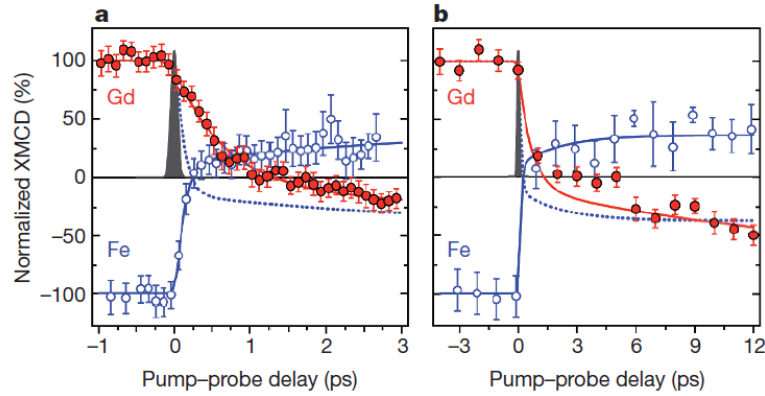 a
b
Normalized XMCD (%)
100
50
0
−50
−100
Gd
Fe
Gd
Fe
−1
0
1
2
3
−3
0
3
6
9
12
Pump–probe delay (ps)
Pump–probe delay (ps)